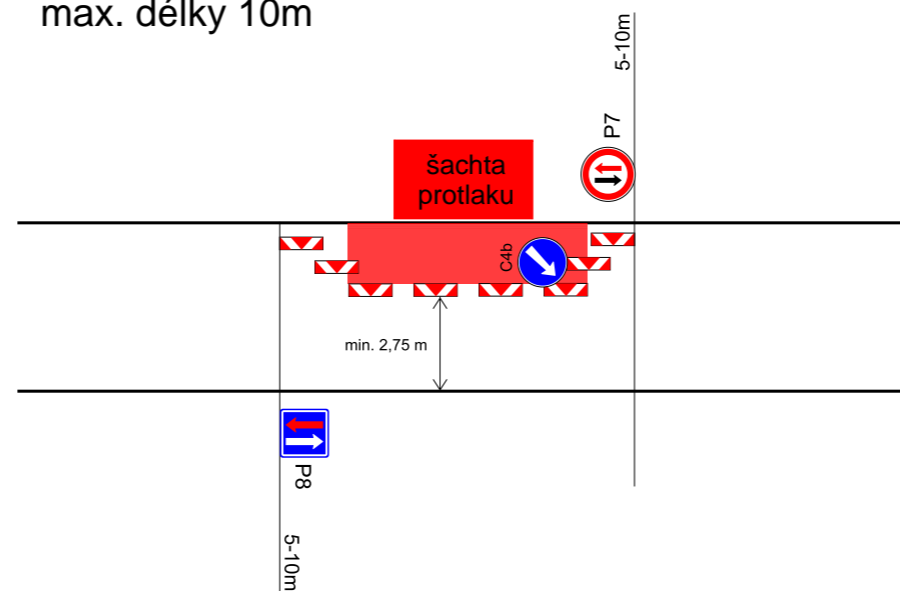 max. délky 10m
5-10m
P7
šachta
protlaku
C4b
min. 2,75 m
P8
5-10m